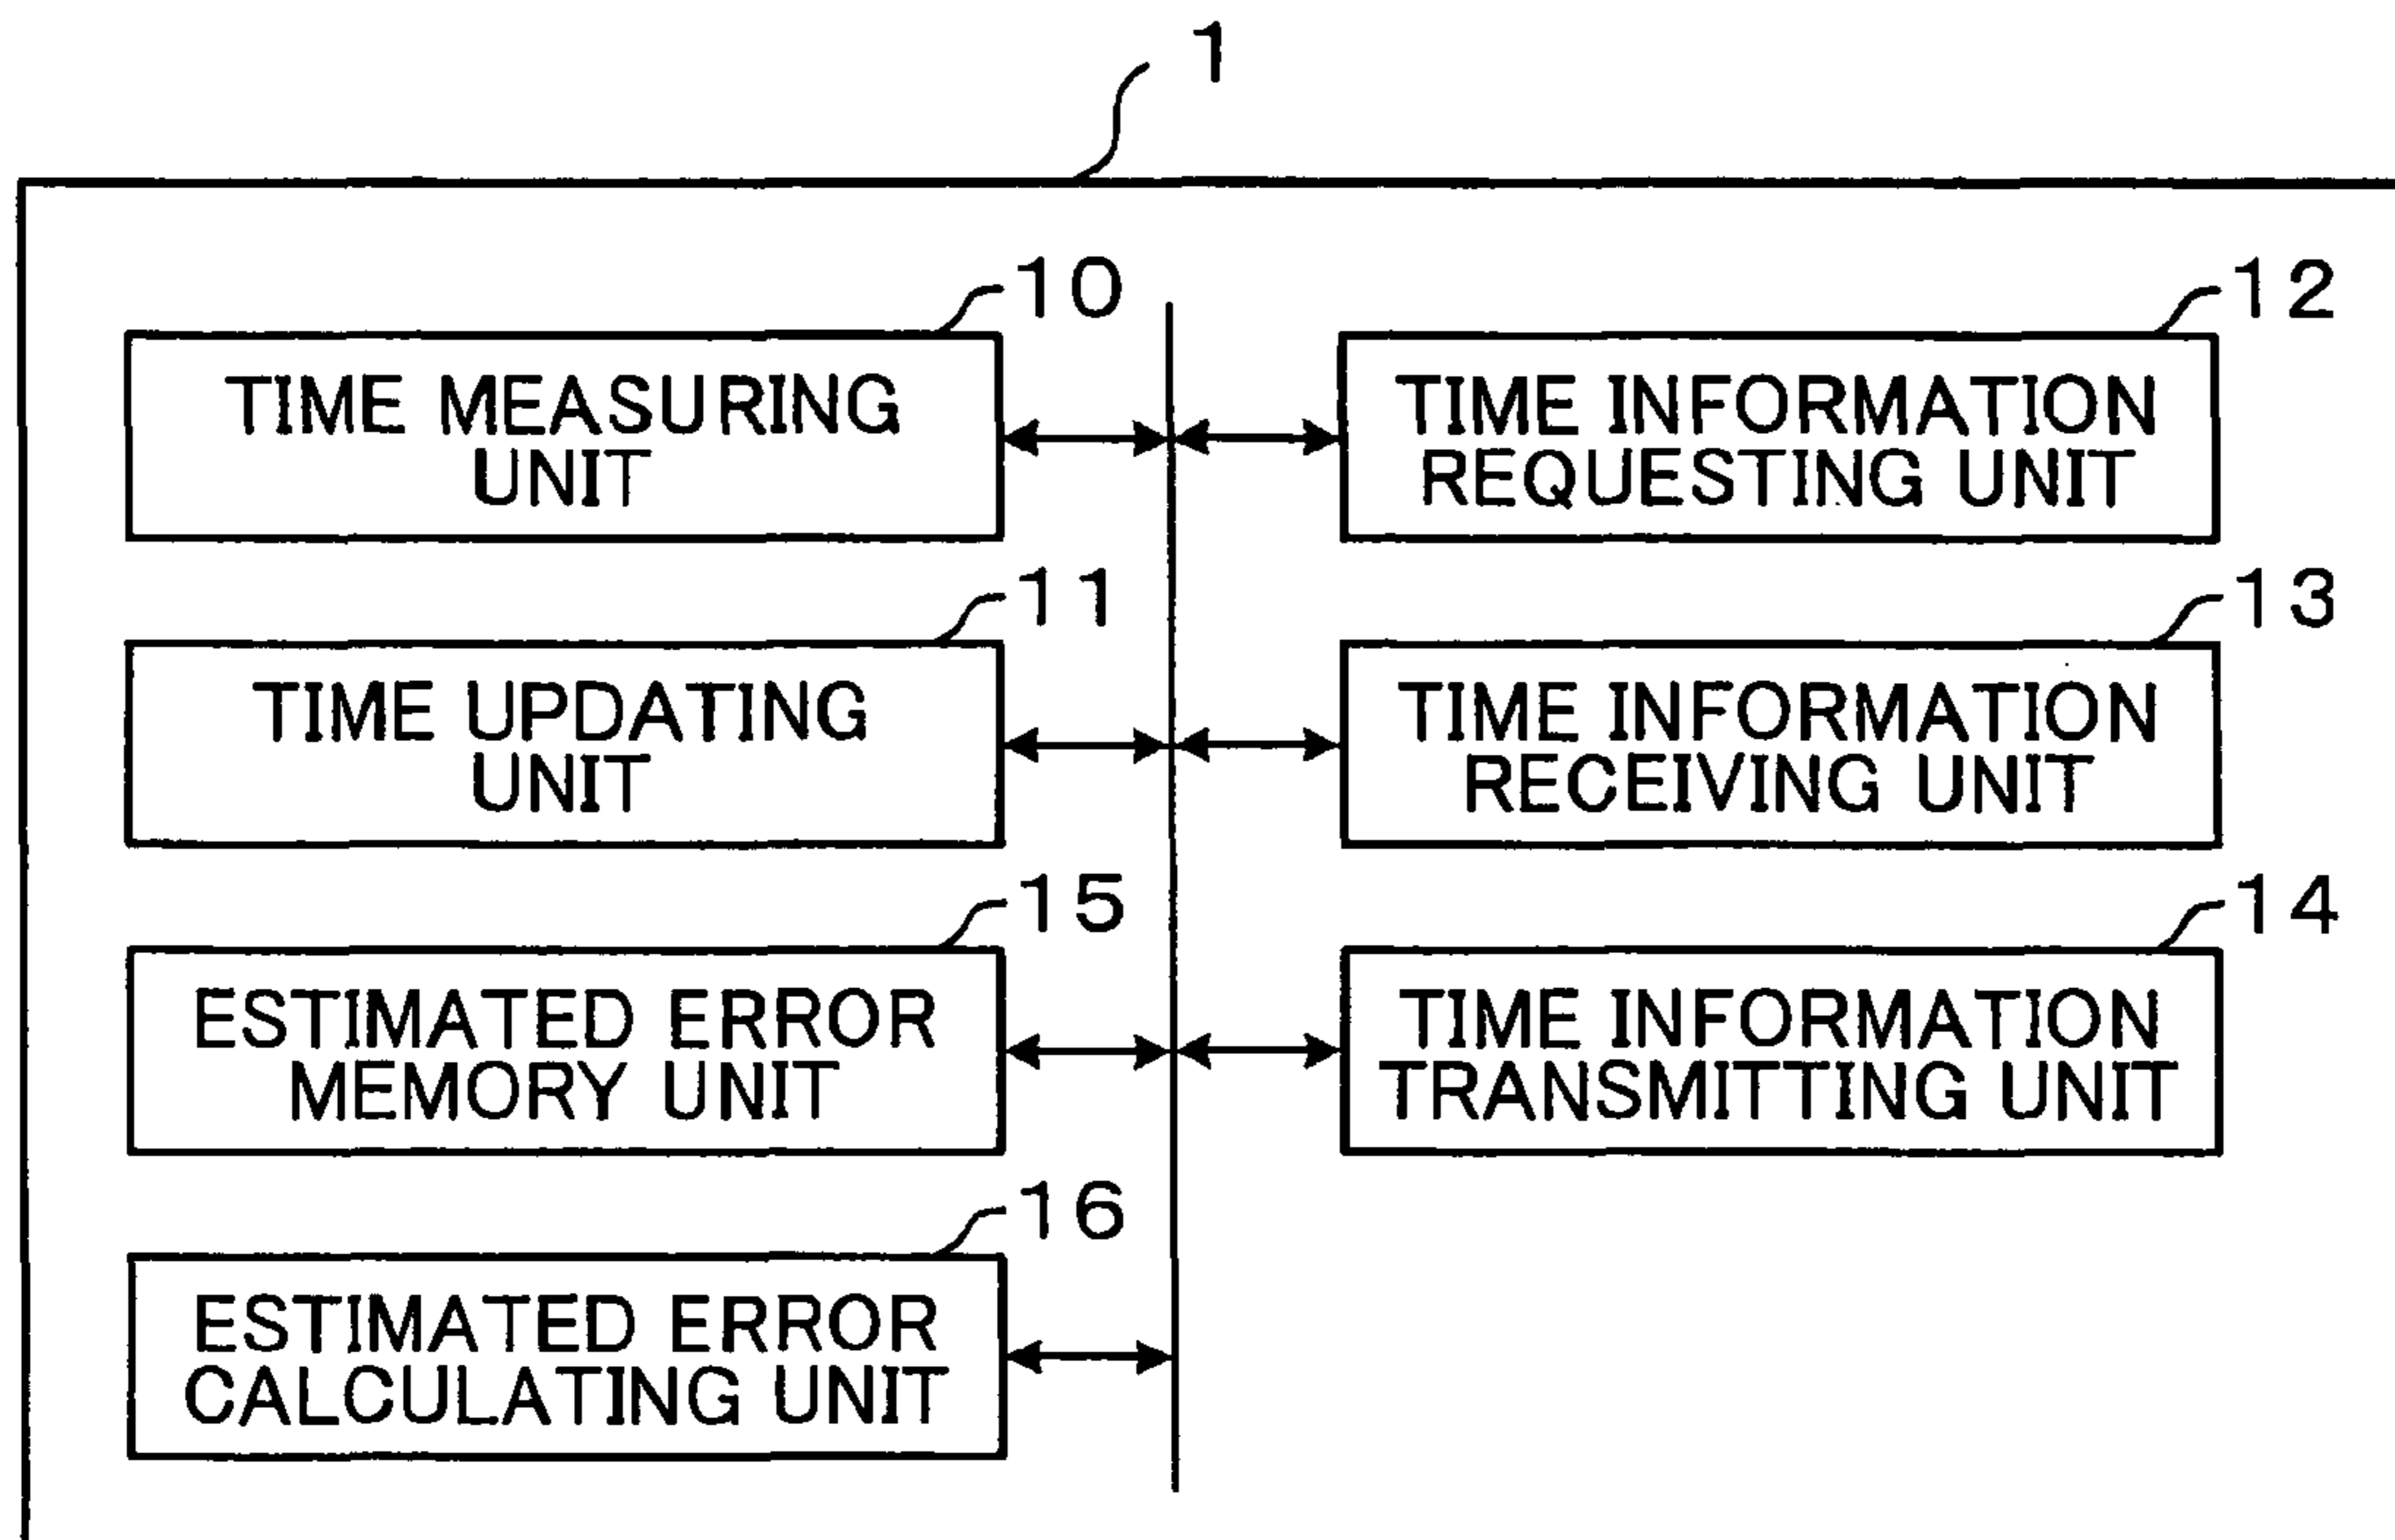 1
10
TIME MEASURING
UNIT
12
TIME INFORMATION
REQUESTING UNIT
11
TIME UPDATING
UNIT
13
TIME INFORMATION
RECEIVING UNIT
15
ESTIMATED ERROR
MEMORY UNIT
14
TIME INFORMATION
TRANSMITTING UNIT
16
ESTIMATED ERROR
CALCULATING UNIT